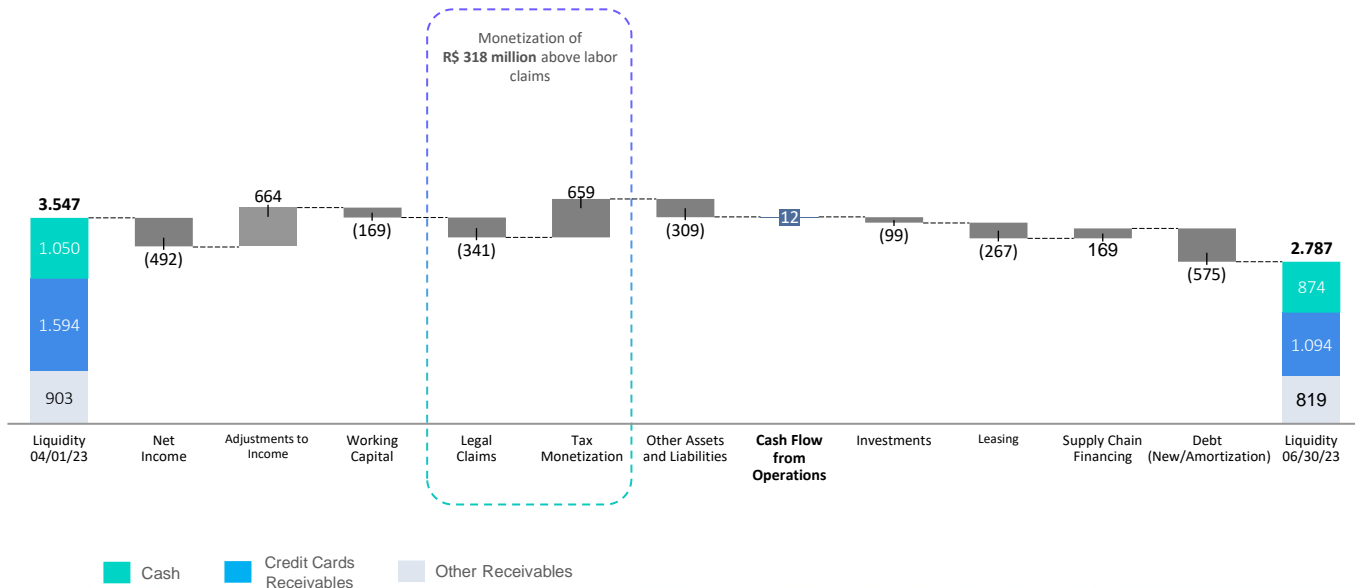 Monetization of
R$ 318 million above labor
claims
3.547
1.050
1.594
903
(492)
664
(169)
(341)
659
(309)
12
(99)
(267)
169
(575)
2.787
874
1.094
819
Liquidity
04/01/23
Net
Income
Adjustments to
Income
Working
Capital
Legal
Claims
Tax
Monetization
Other Assets
and Liabilities
Cash Flow
from
Operations
Investments
Leasing
Supply Chain
Financing
Debt
(New/Amortization)
Liquidity
06/30/23
Cash
Credit Cards
Receivables
Other Receivables